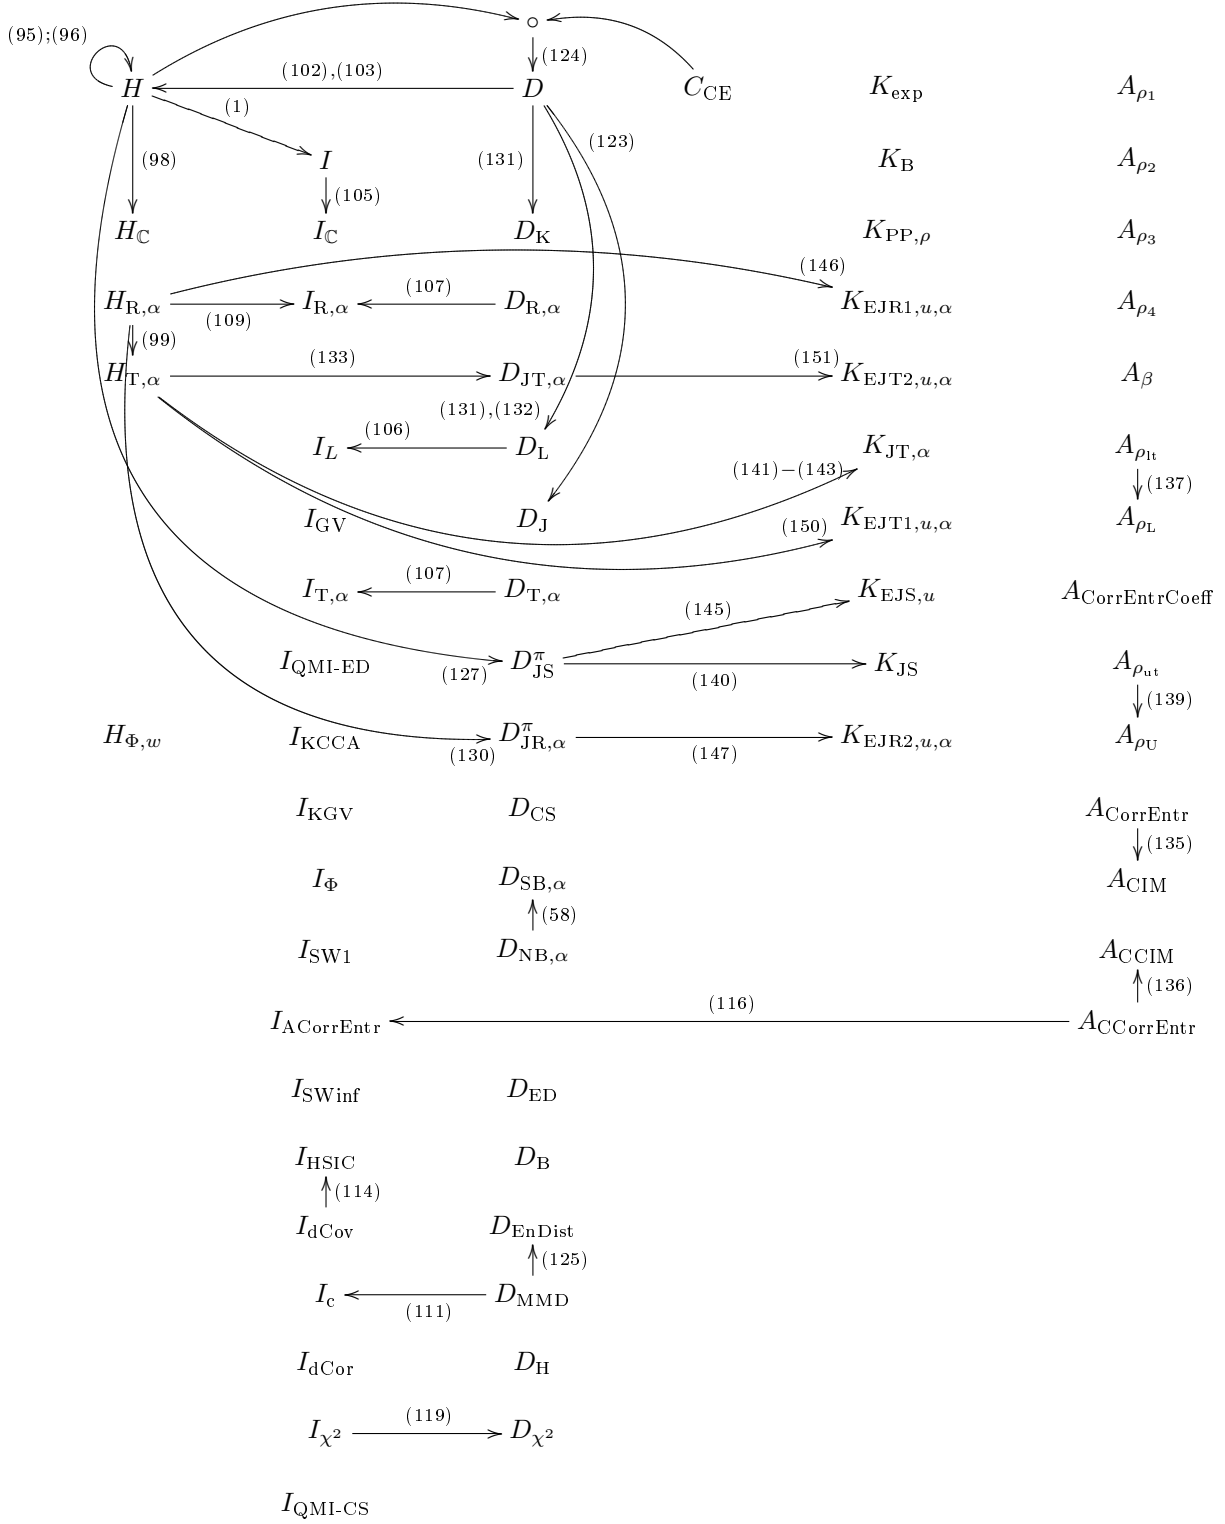 ∘
(95);(96)
(124)
(102),(103)
H D C_CE K_exp A_ρ1
(1)
(123)
(98) I (131) K_B A_ρ2
(105)
H_ℂ I_ℂ D_K K_PP,ρ A_ρ3
(146)
(107)
H_R,α I_R,α D_R,α K_EJR1,u,α A_ρ4
(109)
(99)
(133) (151)
H_T,α D_JT,α K_EJT2,u,α A_β
(131),(132)
(106)
I_L D_L K_JT,α A_ρlt
(141)−(143)
(137)
I_GV D_J K_EJT1,u,α A_ρL
(150)
(107)
I_T,α D_T,α K_EJS,u A_CorrEntrCoeff
(145)
I_QMI-ED D^π_JS K_JS A_ρut
(127) (140)
(139)
H_Φ,w I_KCCA D^π_JR,α K_EJR2,u,α A_ρU
(130) (147)
I_KGV D_CS A_CorrEntr
(135)
I_Φ D_SB,α A_CIM
(58)
I_SW1 D_NB,α A_CCIM
(136)
(116)
I_ACorrEntr A_CCorrEntr
I_SWinf D_ED
I_HSIC D_B
(114)
I_dCov D_EnDist
(125)
I_c D_MMD
(111)
I_dCor D_H
(119)
I_χ² D_χ²
I_QMI-CS